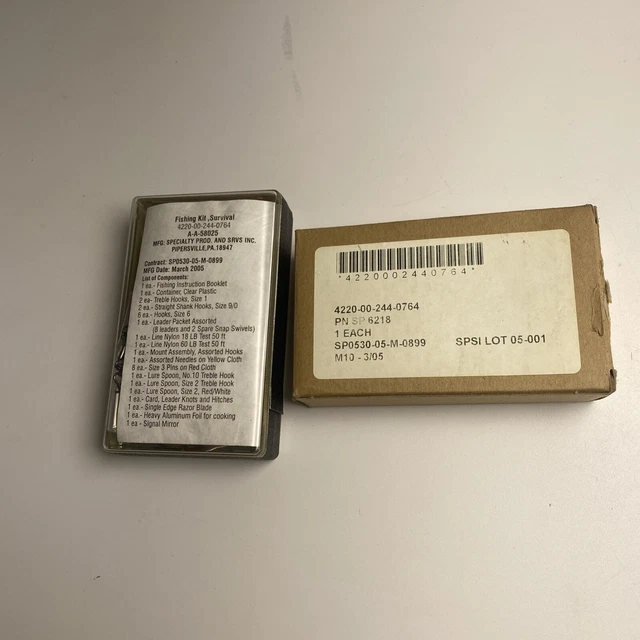 Fishing Kit ,Survival
4220-00-244-0764
A-A-58025
MFG: SPECIALTY PROD. AND SRVS INC.
PIPERSVILLE,PA.18947
Contract: SP0530-05-M-0899
MFG Date: March 2005
List of Components:
1 ea.- Fishing Instruction Booklet
1 ea.- Container, Clear Plastic
2 ea- Treble Hooks, Size 1
2 ea.- Straight Shank Hooks, Size 9/0
6 ea.- Hooks, Size 6
1 ea.- Leader Packet Assorted
(8 leaders and 2 Spare Snap Swivels)
1 ea.- Line Nylon 18 LB Test 50 ft
1 ea.- Line Nylon 60 LB Test 50 ft
1 ea.- Mount Assembly, Assorted Hooks
1 ea.- Assorted Needles on Yellow Cloth
6 ea.- Size 3 Pins on Red Cloth
1 ea.- Lure Spoon, No.10 Treble Hook
1 ea.- Lure Spoon, Size 2 Treble Hook
1 ea.- Lure Spoon, Size 2, Red/White
1 ea.- Card, Leader Knots and Hitches
1 ea.- Single Edge Razor Blade
1 ea.- Heavy Aluminum Foil for cooking
1 ea.- Signal Mirror
*4220002440764*
4220-00-244-0764
PN SP 6218
1 EACH
SP0530-05-M-0899 SPSI LOT 05-001
M10 - 3/05